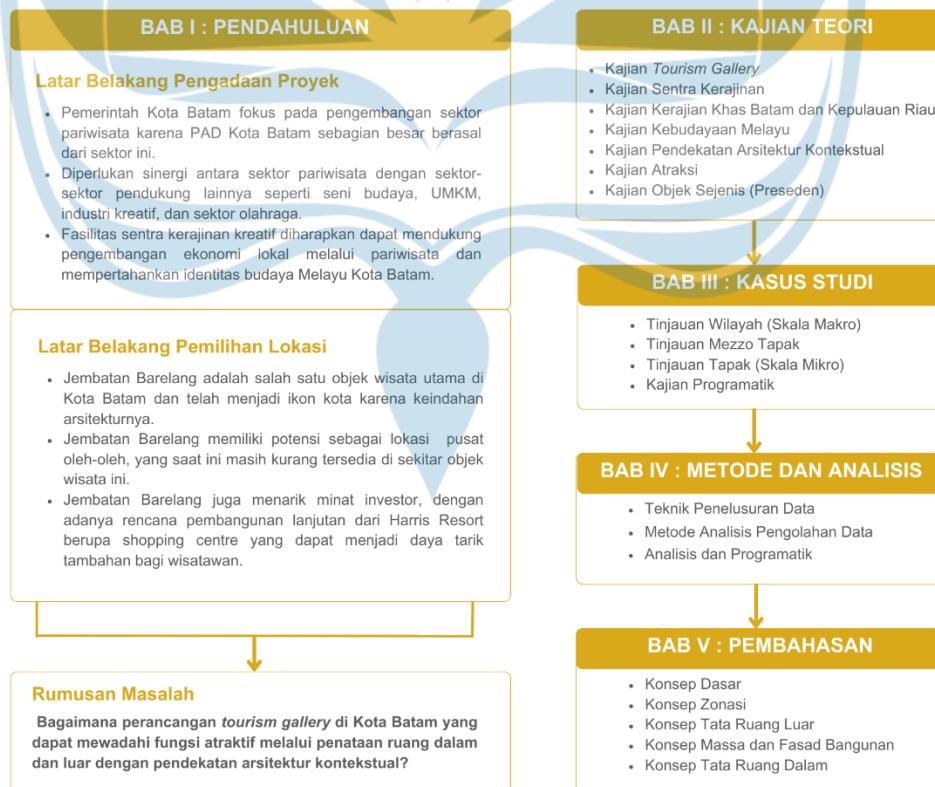 BAB I : PENDAHULUAN
Latar Belakang Pengadaan Proyek
• Pemerintah Kota Batam fokus pada pengembangan sektor
pariwisata karena PAD Kota Batam sebagian besar berasal
dari sektor ini.
• Diperlukan sinergi antara sektor pariwisata dengan sektor-
sektor pendukung lainnya seperti seni budaya, UMKM,
industri kreatif, dan sektor olahraga.
• Fasilitas sentra kerajinan kreatif diharapkan dapat mendukung
pengembangan ekonomi lokal melalui pariwisata dan
mempertahankan identitas budaya Melayu Kota Batam.
Latar Belakang Pemilihan Lokasi
• Jembatan Barelang adalah salah satu objek wisata utama di
Kota Batam dan telah menjadi ikon kota karena keindahan
arsitekturnya.
• Jembatan Barelang memiliki potensi sebagai lokasi pusat
oleh-oleh, yang saat ini masih kurang tersedia di sekitar objek
wisata ini.
• Jembatan Barelang juga menarik minat investor, dengan
adanya rencana pembangunan lanjutan dari Harris Resort
berupa shopping centre yang dapat menjadi daya tarik
tambahan bagi wisatawan.
Rumusan Masalah
Bagaimana perancangan tourism gallery di Kota Batam yang
dapat mewadahi fungsi atraktif melalui penataan ruang dalam
dan luar dengan pendekatan arsitektur kontekstual?
BAB II : KAJIAN TEORI
• Kajian Tourism Gallery
• Kajian Sentra Kerajinan
• Kajian Kerajian Khas Batam dan Kepulauan Riau
• Kajian Kebudayaan Melayu
• Kajian Pendekatan Arsitektur Kontekstual
• Kajian Atraksi
• Kajian Objek Sejenis (Preseden)
BAB III : KASUS STUDI
• Tinjauan Wilayah (Skala Makro)
• Tinjauan Mezzo Tapak
• Tinjauan Tapak (Skala Mikro)
• Kajian Programatik
BAB IV : METODE DAN ANALISIS
• Teknik Penelusuran Data
• Metode Analisis Pengolahan Data
• Analisis dan Programatik
BAB V : PEMBAHASAN
• Konsep Dasar
• Konsep Zonasi
• Konsep Tata Ruang Luar
• Konsep Massa dan Fasad Bangunan
• Konsep Tata Ruang Dalam